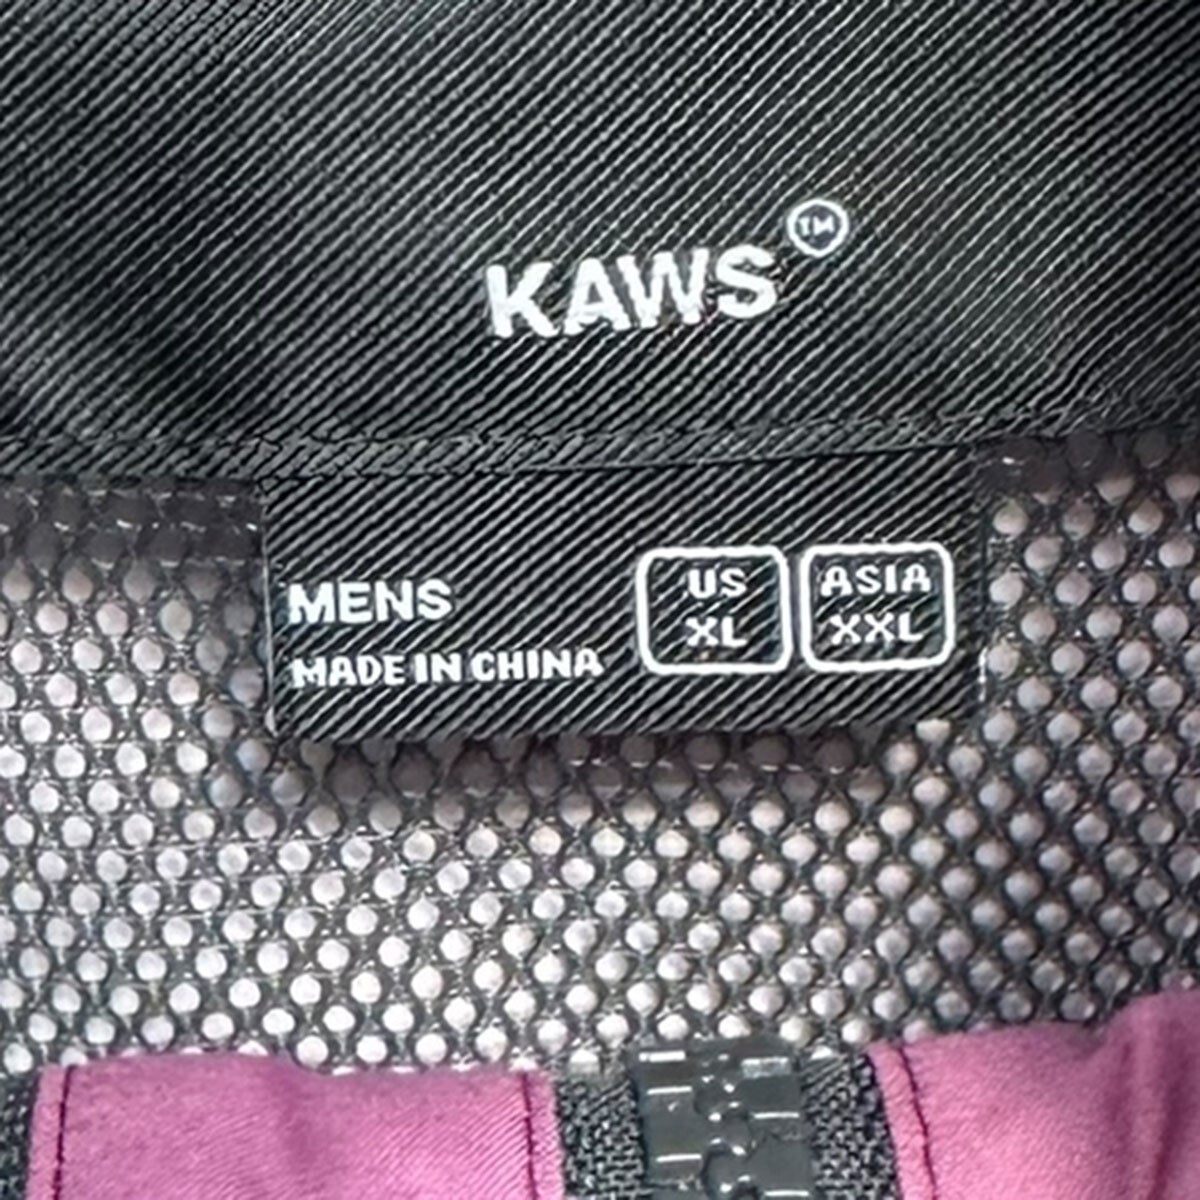 KAWS TM
MENS
MADE IN CHINA
US
XL
ASIA
XXL